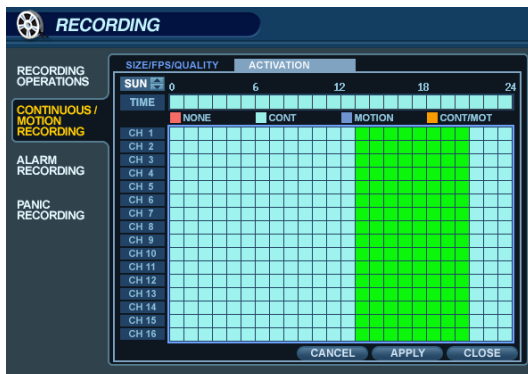 RECORDING
SIZE/FPS/QUALITY ACTIVATION
RECORDING
OPERATIONS
CONTINUOUS /
MOTION
RECORDING
ALARM
RECORDING
PANIC
RECORDING
SUN 0 6 12 18 24
TIME
NONE CONT MOTION CONT/MOT
CH 1
CH 2
CH 3
CH 4
CH 5
CH 6
CH 7
CH 8
CH 9
CH 10
CH 11
CH 12
CH 13
CH 14
CH 15
CH 16
CANCEL APPLY CLOSE